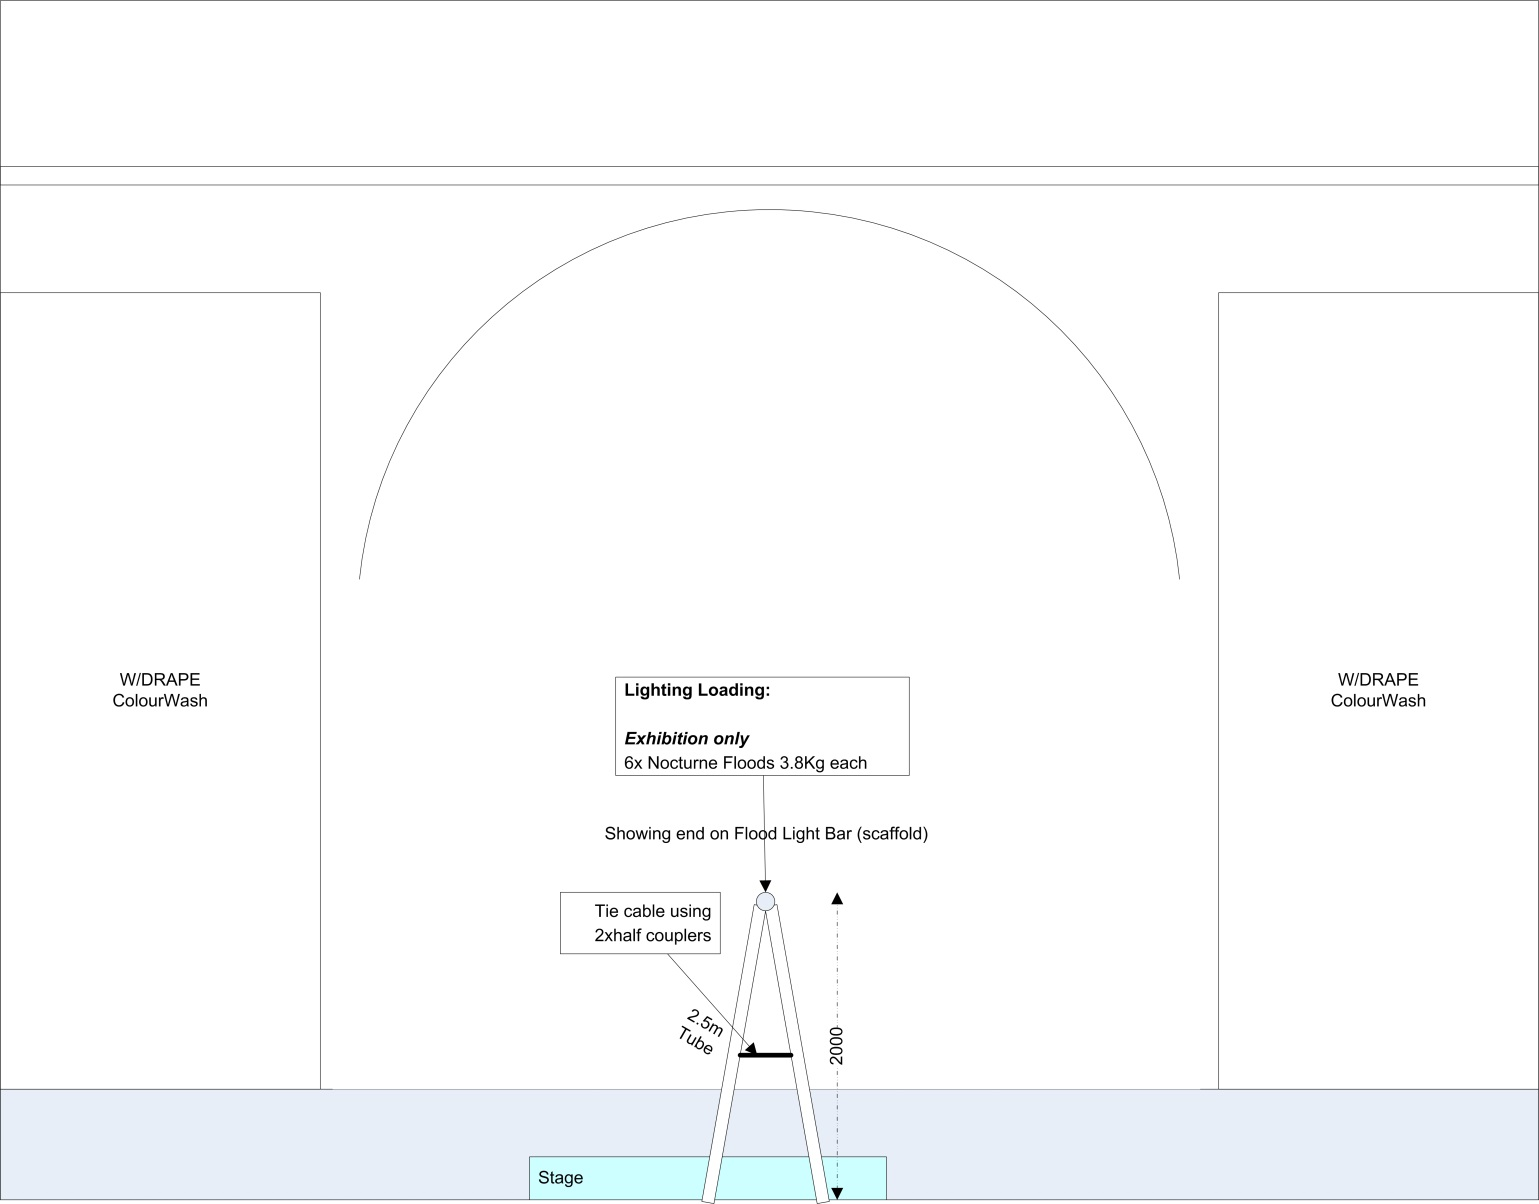 W/DRAPE
ColourWash
W/DRAPE
ColourWash
Lighting Loading:
Exhibition only
6x Nocturne Floods 3.8Kg each
Showing end on Flood Light Bar (scaffold)
Tie cable using
2xhalf couplers
2.5m
Tube
2000
Stage